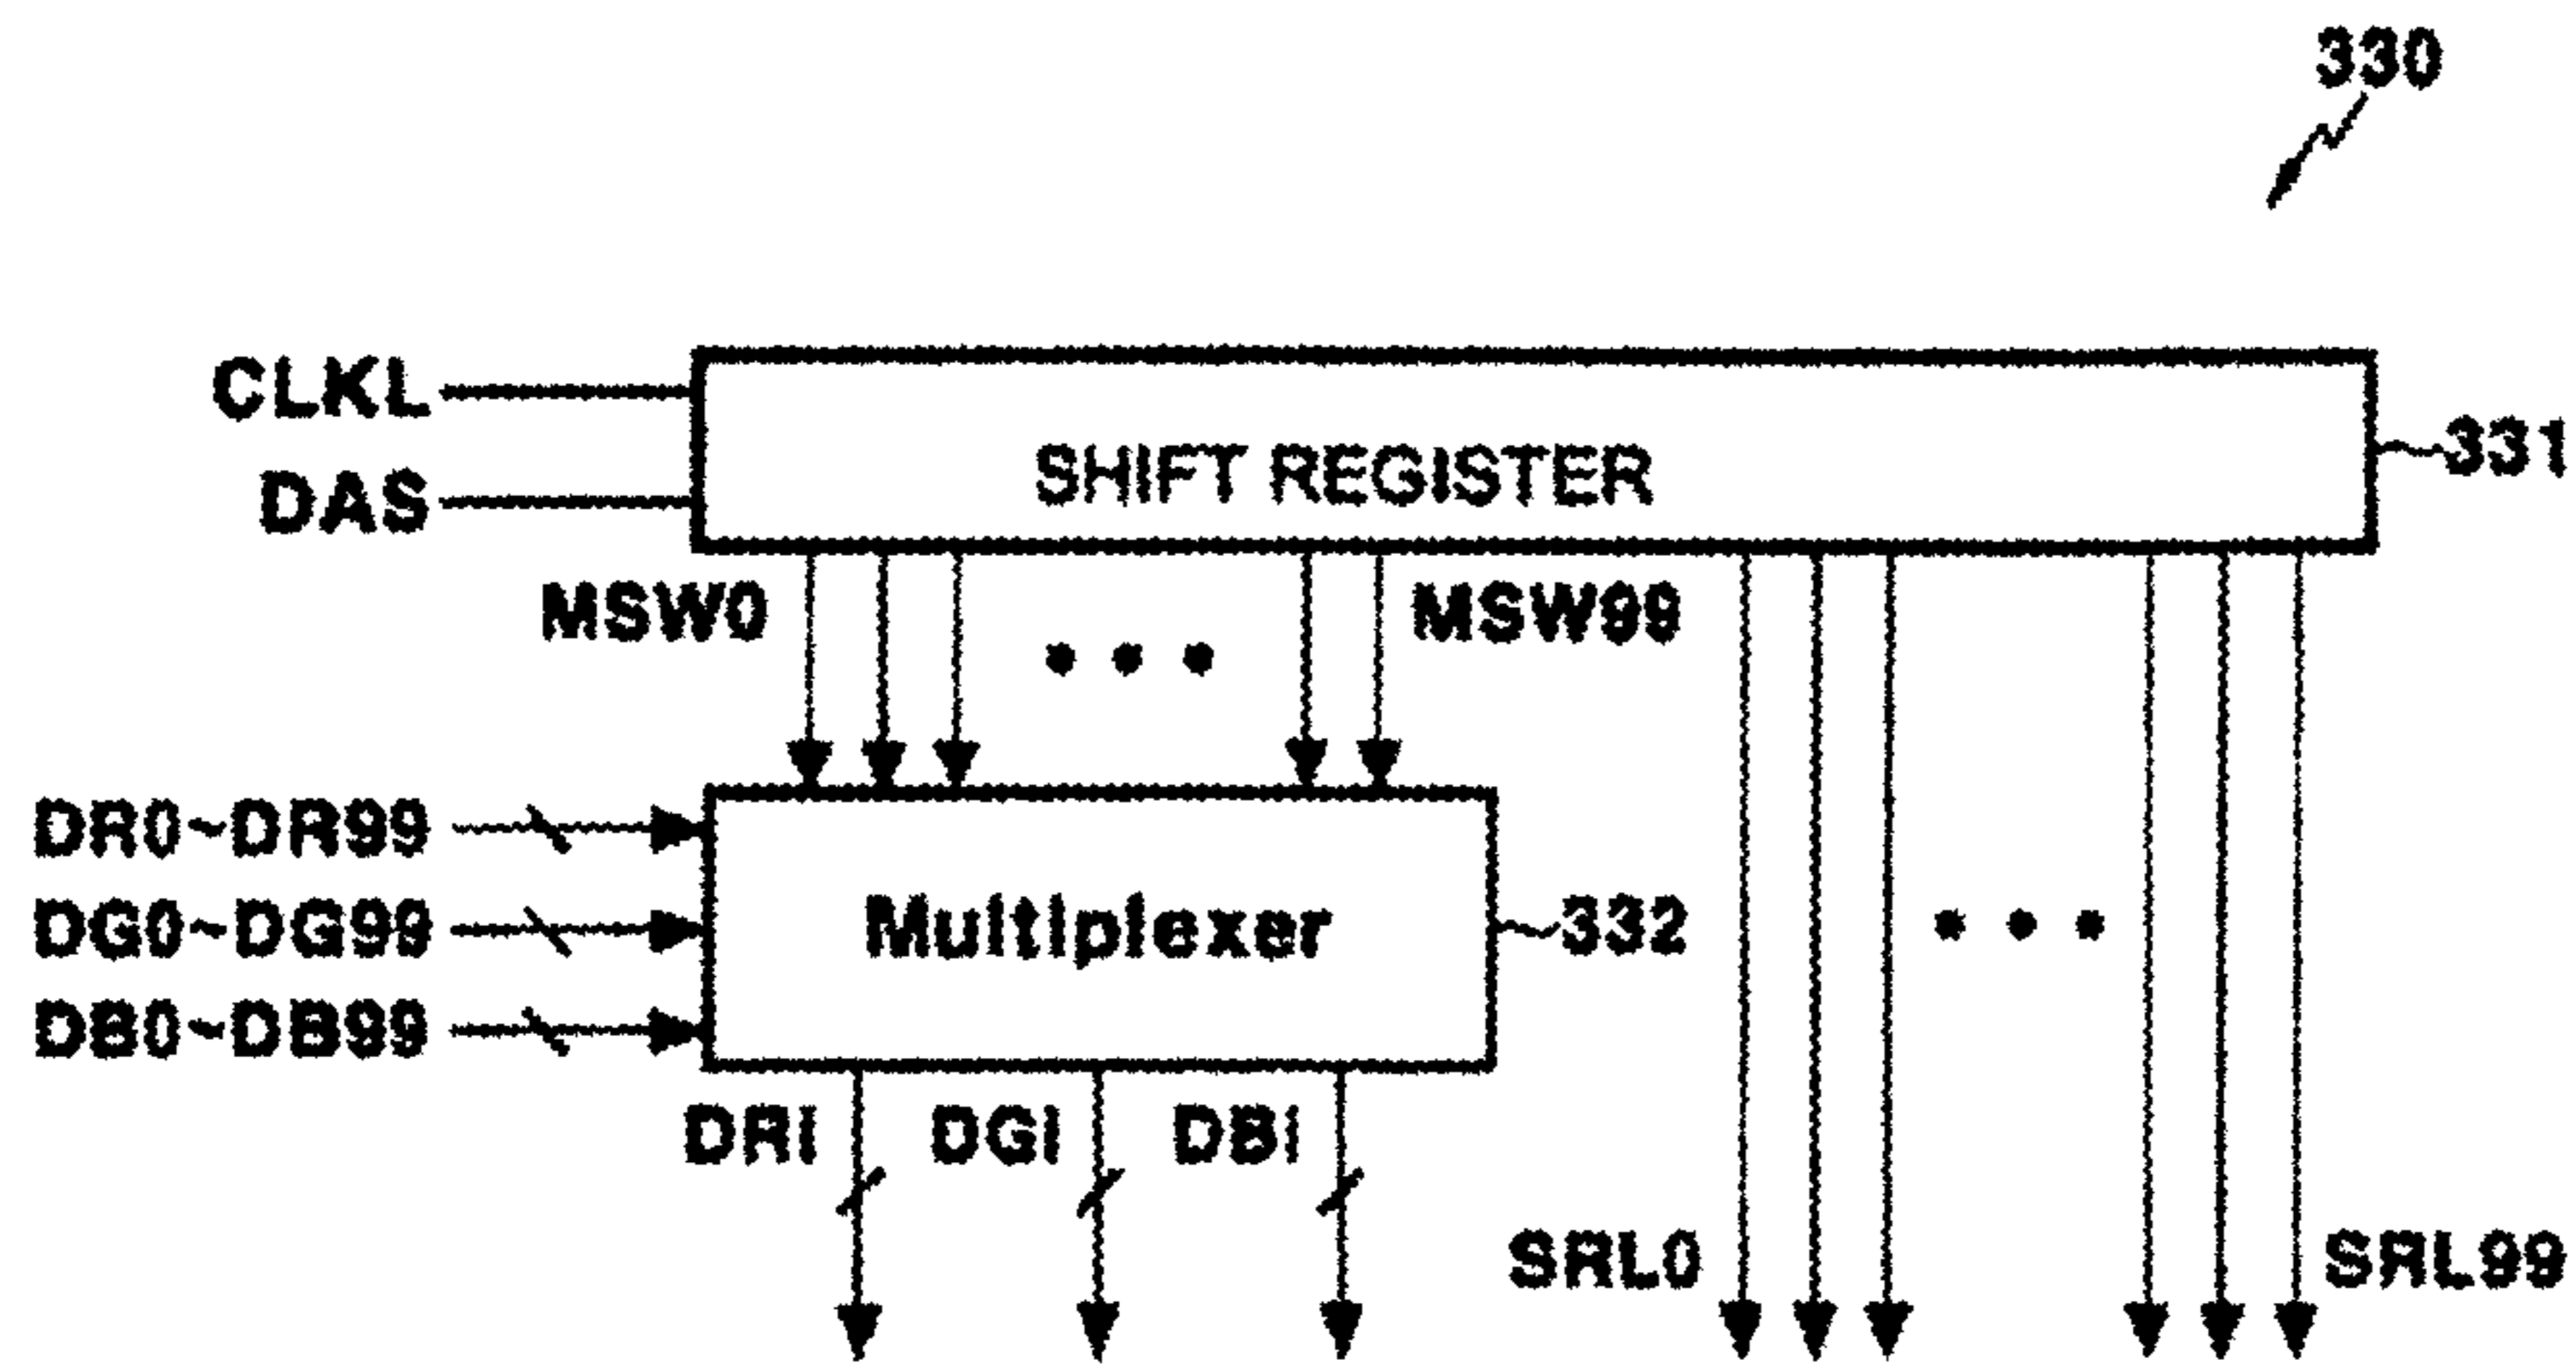 330
CLKL
DAS
SHIFT REGISTER
331
MSW0
MSW99
DR0~DR99
DG0~DG99
DB0~DB99
Multiplexer
332
DRi
DGi
DBi
SRL0
SRL99